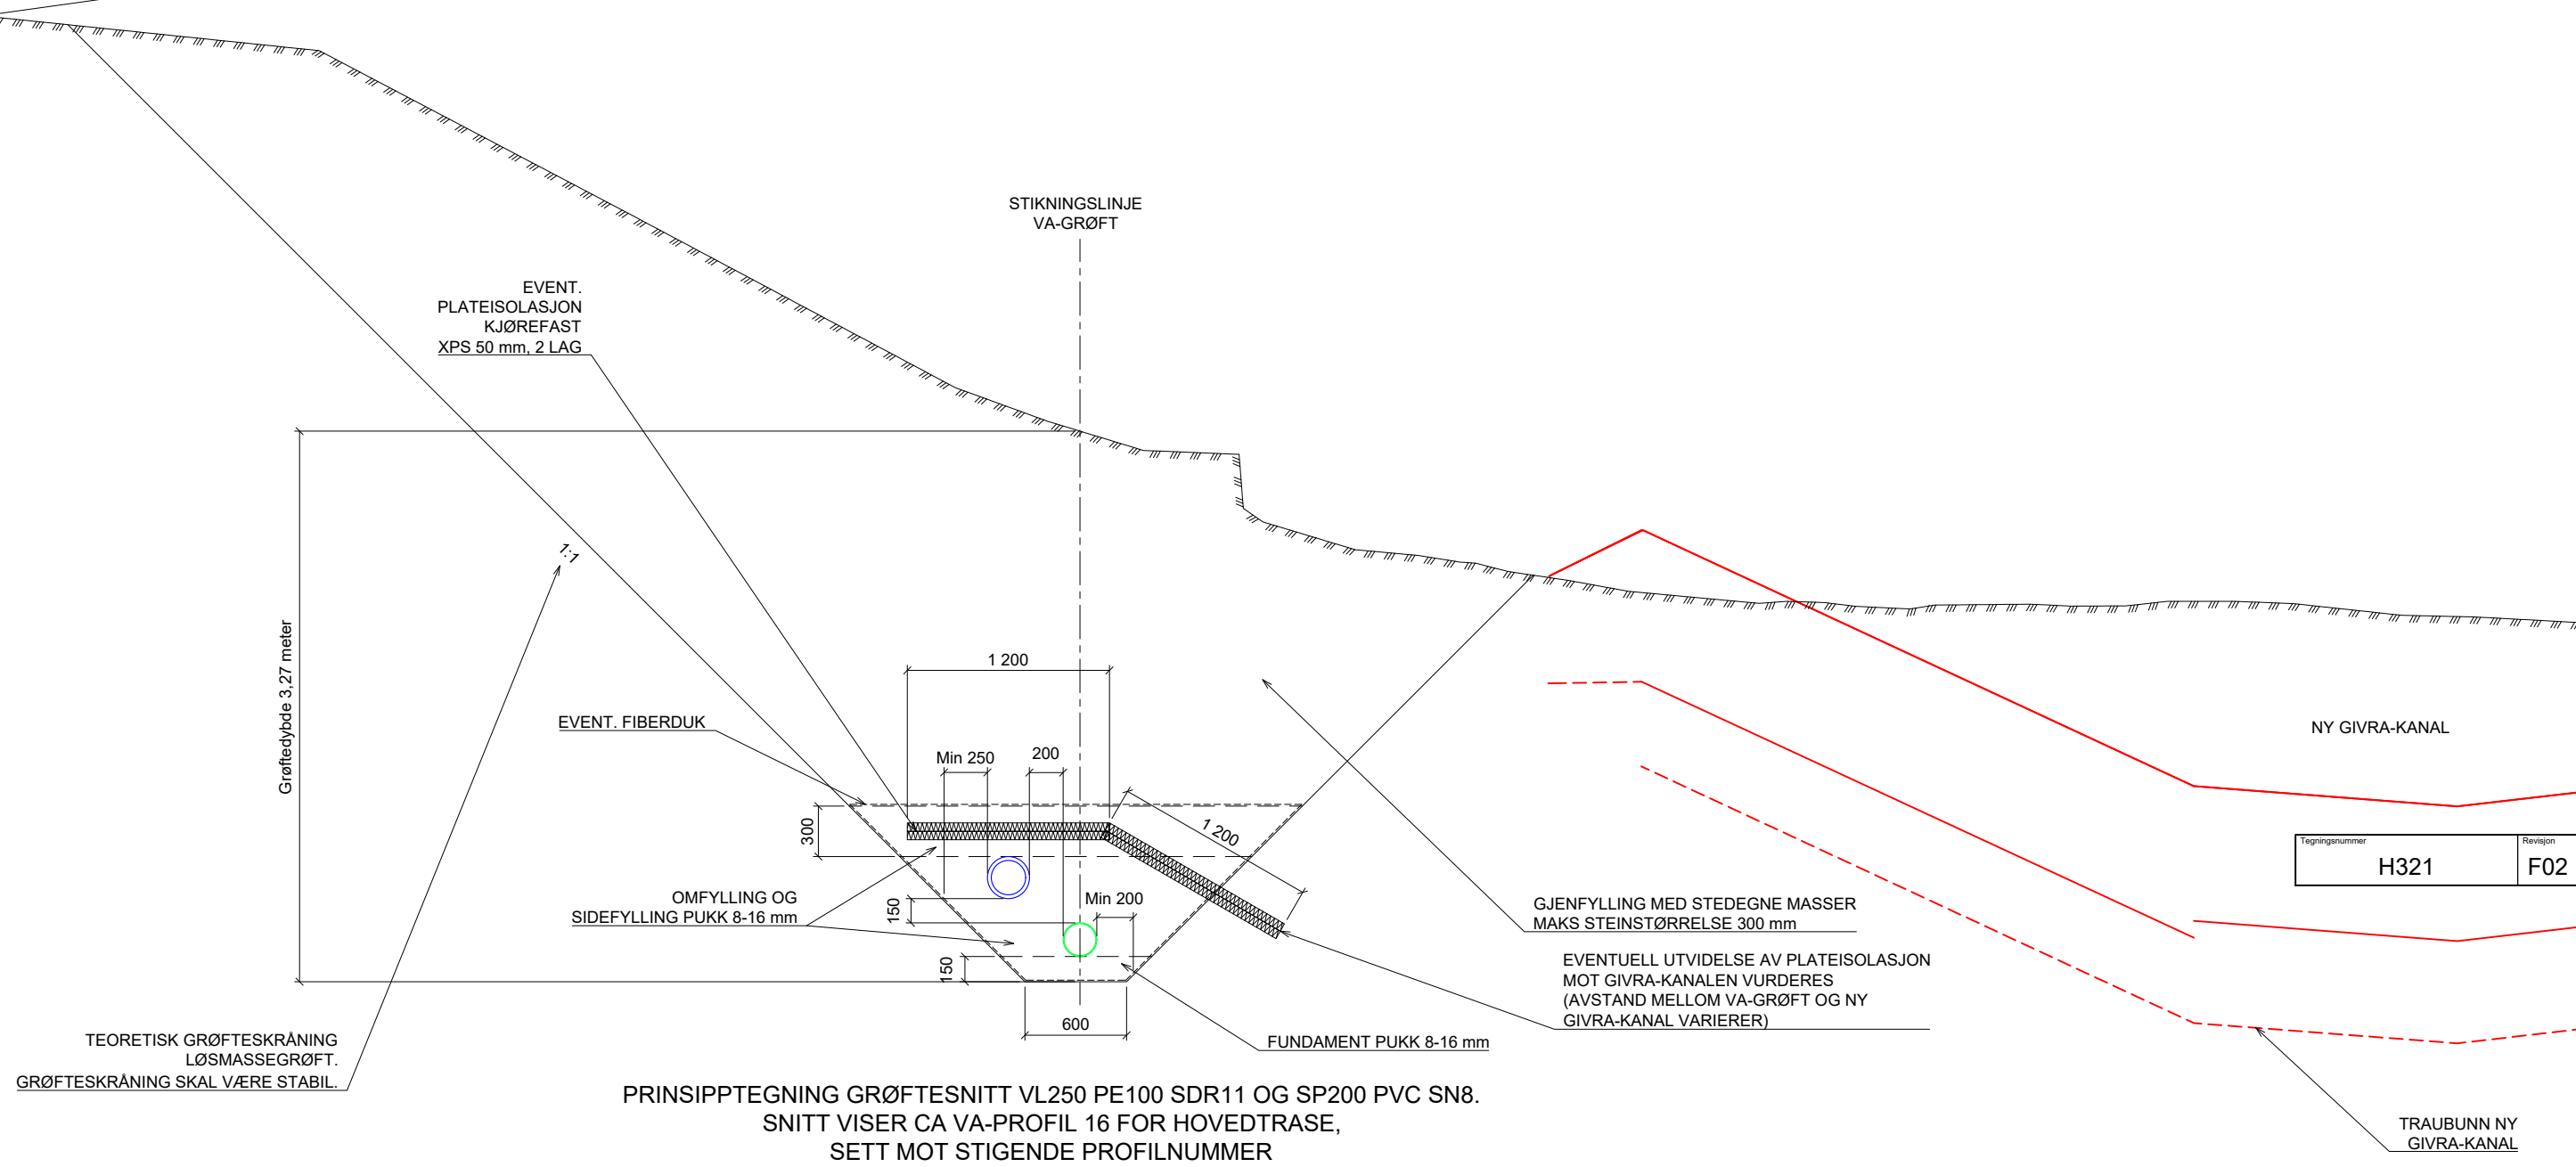 STIKNINGSLINJE
VA-GRØFT
EVENT.
PLATEISOLASJON
KJØREFAST
XPS 50 mm, 2 LAG
1:1
Grøftedybde 3,27 meter
1 200
EVENT. FIBERDUK
Min 250
200
300
1 200
OMFYLLING OG
SIDEFYLLING PUKK 8-16 mm
150
Min 200
150
600
NY GIVRA-KANAL
Tegningsnummer
Revisjon
H321
F02
GJENFYLLING MED STEDEGNE MASSER
MAKS STEINSTØRRELSE 300 mm
EVENTUELL UTVIDELSE AV PLATEISOLASJON
MOT GIVRA-KANALEN VURDERES
(AVSTAND MELLOM VA-GRØFT OG NY
GIVRA-KANAL VARIERER)
FUNDAMENT PUKK 8-16 mm
TEORETISK GRØFTESKRÅNING
LØSMASSEGRØFT.
GRØFTESKRÅNING SKAL VÆRE STABIL.
PRINSIPPTEGNING GRØFTESNITT VL250 PE100 SDR11 OG SP200 PVC SN8.
SNITT VISER CA VA-PROFIL 16 FOR HOVEDTRASE,
SETT MOT STIGENDE PROFILNUMMER
TRAUBUNN NY
GIVRA-KANAL